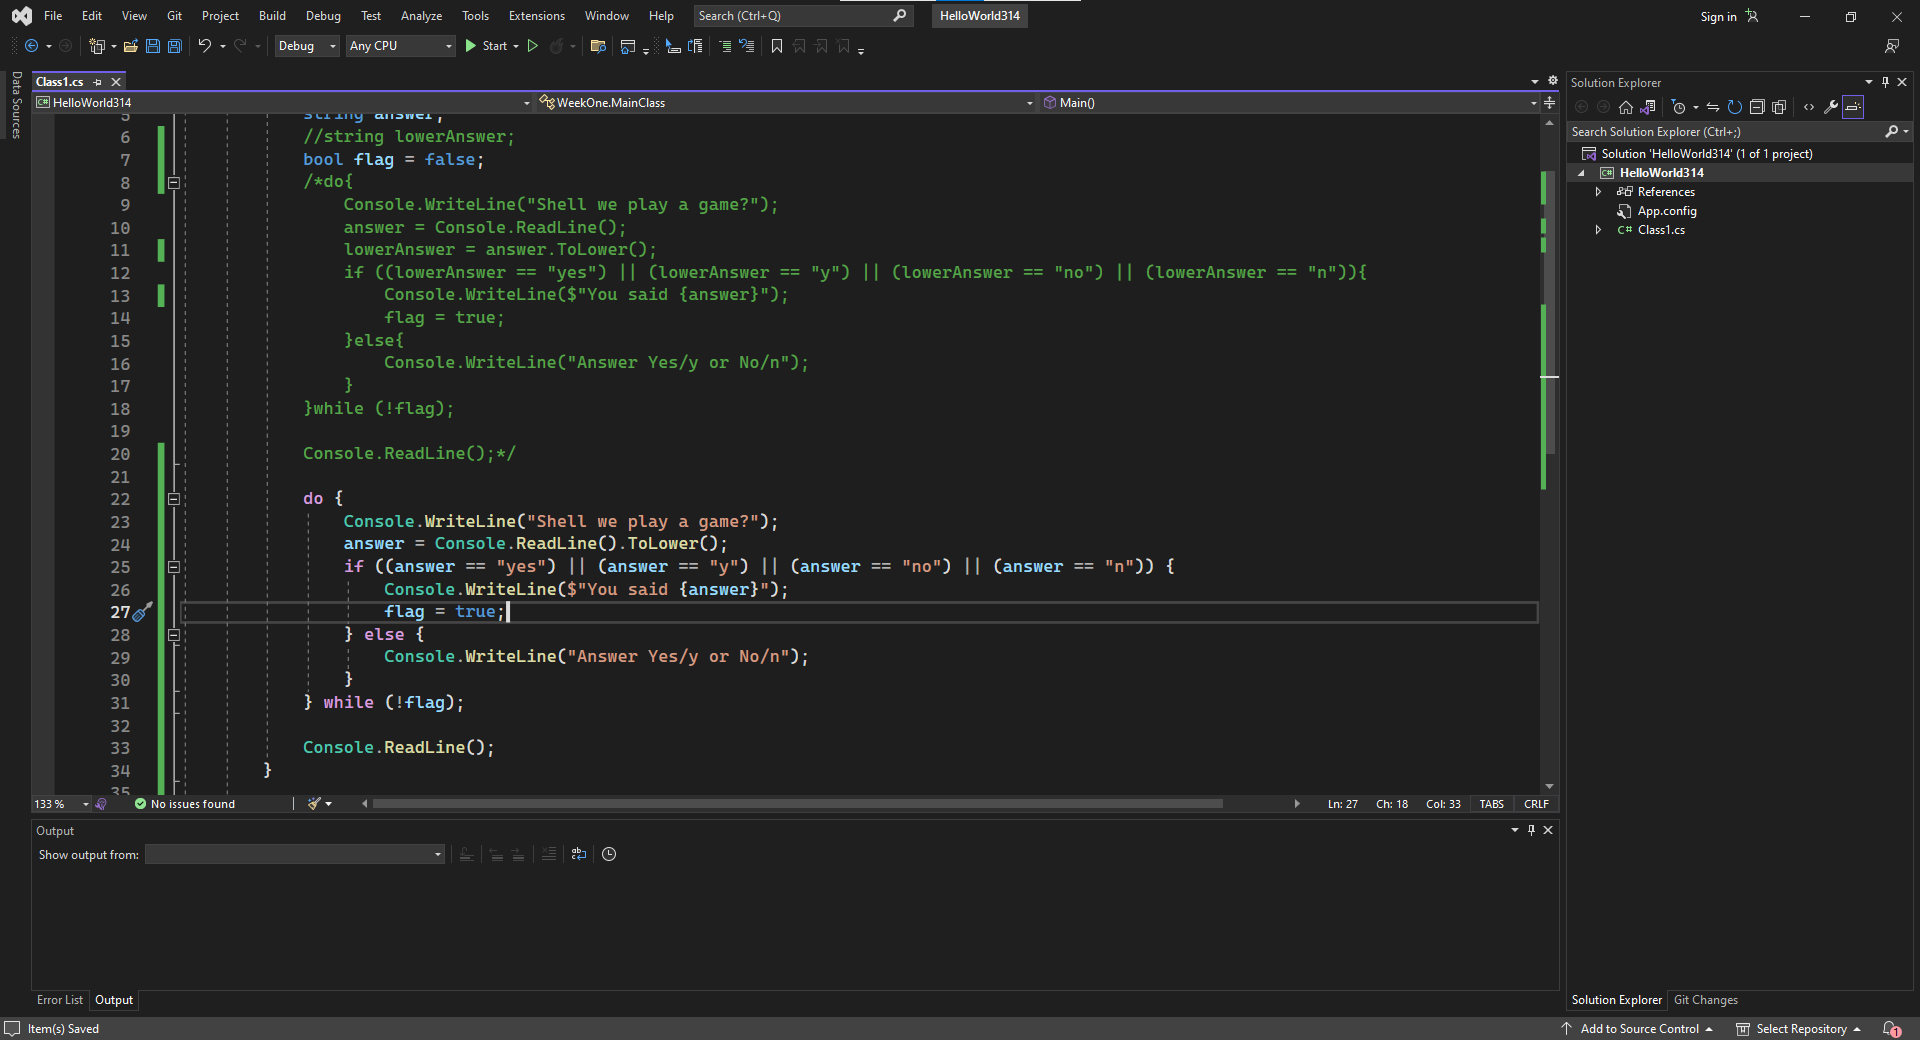 File Edit View Git Project Build Debug Test Analyze Tools Extensions Window Help Search (Ctrl+Q) HelloWorld314 Sign in
Debug Any CPU Start
Data Sources
Class1.cs
HelloWorld314 WeekOne.MainClass Main()
5 string answer;
6 //string lowerAnswer;
7 bool flag = false;
8 /*do{
9 Console.WriteLine("Shell we play a game?");
10 answer = Console.ReadLine();
11 lowerAnswer = answer.ToLower();
12 if ((lowerAnswer == "yes") || (lowerAnswer == "y") || (lowerAnswer == "no") || (lowerAnswer == "n")){
13 Console.WriteLine($"You said {answer}");
14 flag = true;
15 }else{
16 Console.WriteLine("Answer Yes/y or No/n");
17 }
18 }while (!flag);
19
20 Console.ReadLine();*/
21
22 do {
23 Console.WriteLine("Shell we play a game?");
24 answer = Console.ReadLine().ToLower();
25 if ((answer == "yes") || (answer == "y") || (answer == "no") || (answer == "n")) {
26 Console.WriteLine($"You said {answer}");
27 flag = true;
28 } else {
29 Console.WriteLine("Answer Yes/y or No/n");
30 }
31 } while (!flag);
32
33 Console.ReadLine();
34 }
35
133 % No issues found Ln: 27 Ch: 18 Col: 33 TABS CRLF
Output
Show output from:
Error List Output
Solution Explorer
Search Solution Explorer (Ctrl+;)
Solution 'HelloWorld314' (1 of 1 project)
HelloWorld314
References
App.config
C# Class1.cs
Solution Explorer Git Changes
Item(s) Saved Add to Source Control Select Repository 1